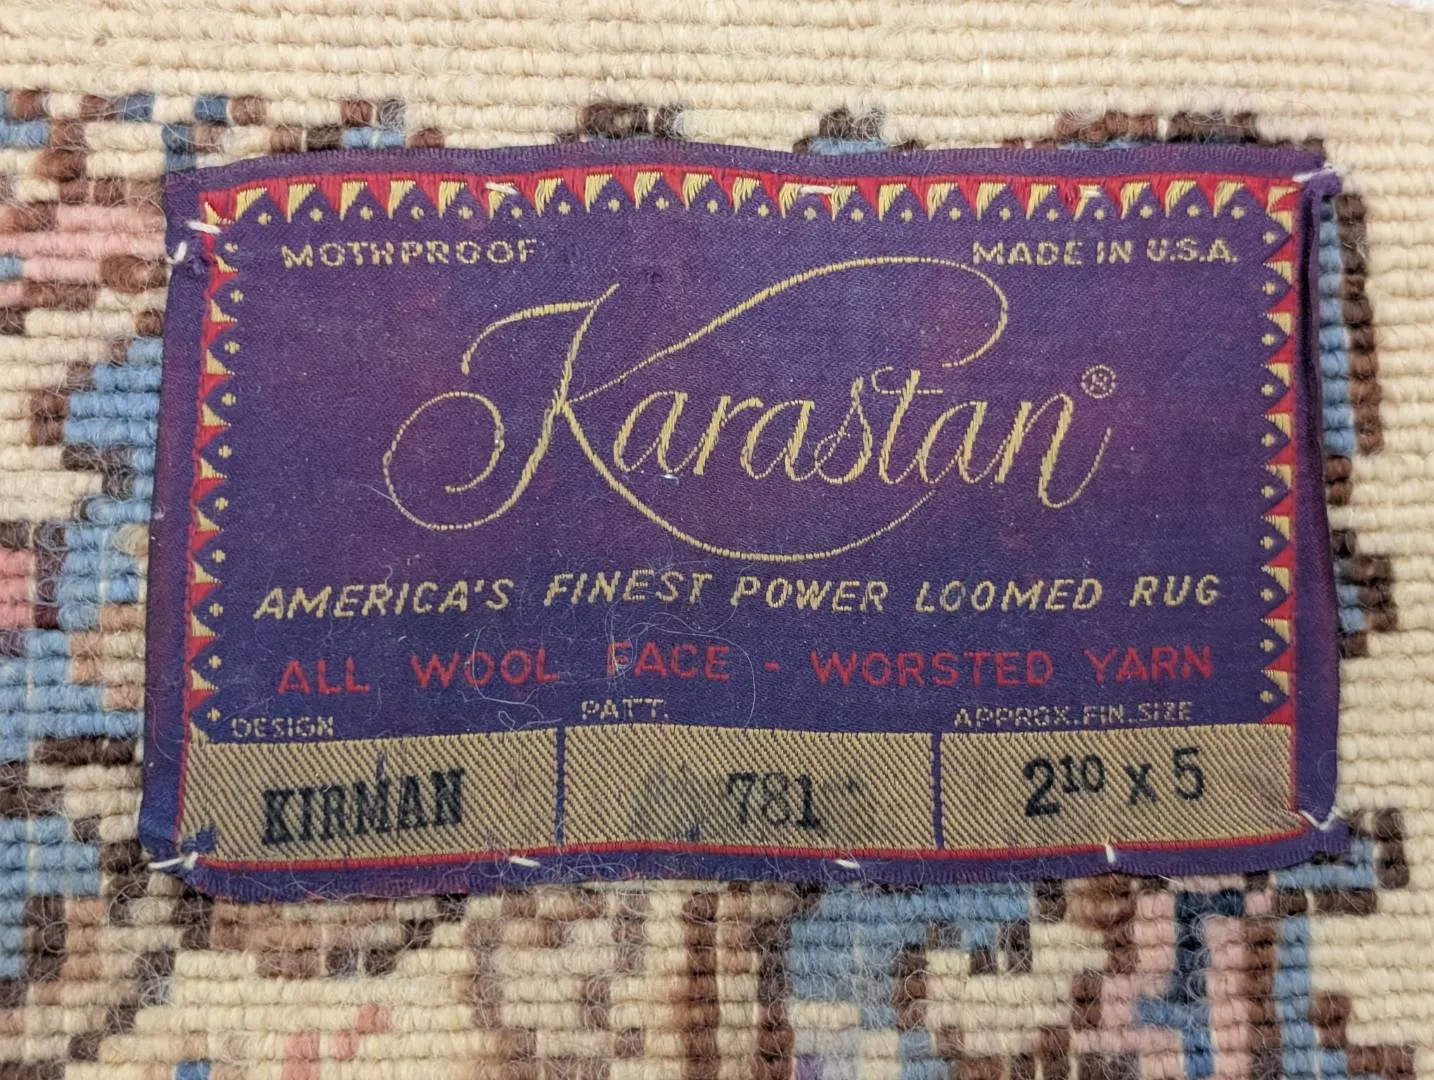 MOTHPROOF MADE IN U.S.A.
Karastan®
AMERICA'S FINEST POWER LOOMED RUG
ALL WOOL FACE - WORSTED YARN
DESIGN PATT. APPROX. FIN. SIZE
KIRMAN 781 2¹⁰ x 5